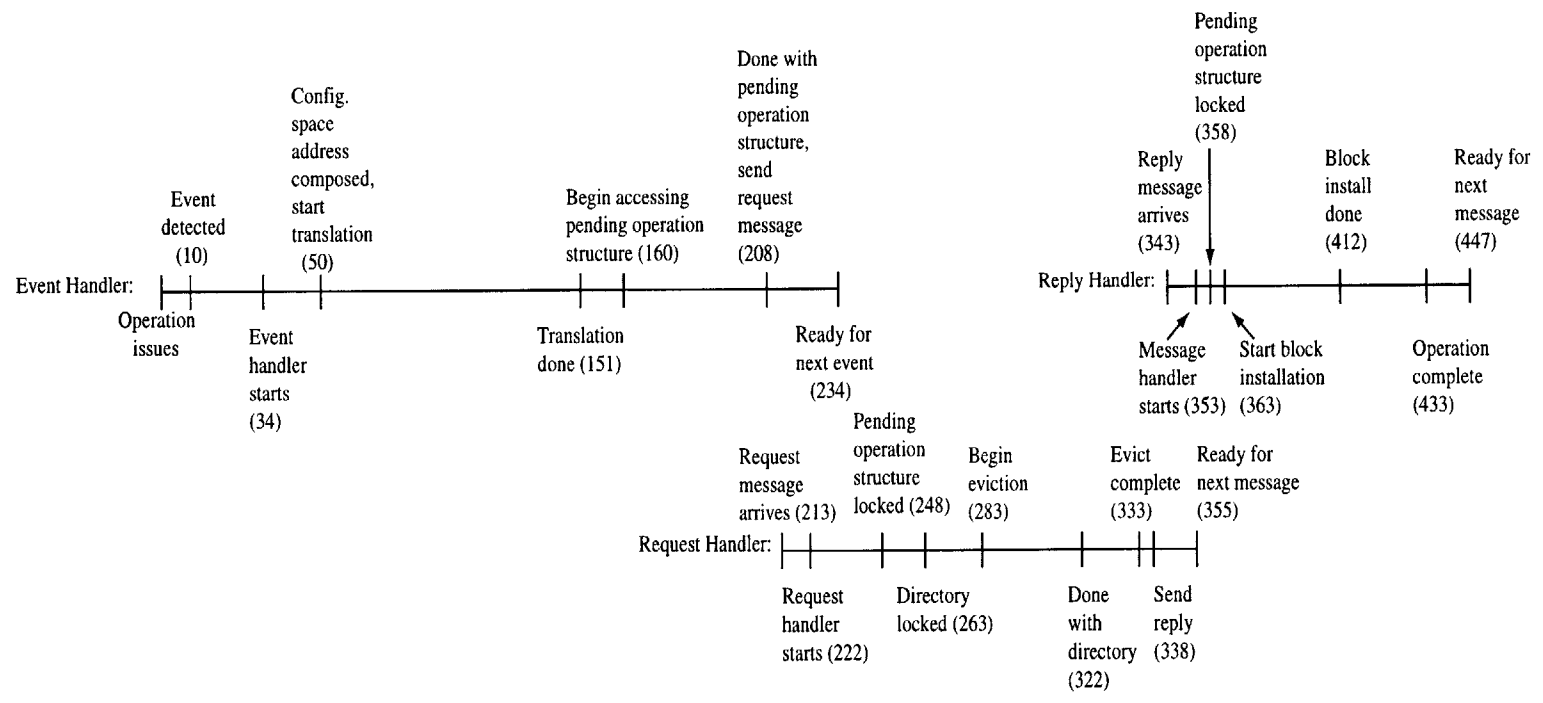 Config.
space
address
composed,
start
translation
(50)
Event
detected
(10)
Begin accessing
pending operation
structure (160)
Done with
pending
operation
structure,
send
request
message
(208)
Event Handler:
Operation
issues
Event
handler
starts
(34)
Translation
done (151)
Ready for
next event
(234)
Pending
operation
structure
locked
(358)
Reply
message
arrives
(343)
Block
install
done
(412)
Ready for
next
message
(447)
Reply Handler:
Message
handler
starts (353)
Start block
installation
(363)
Operation
complete
(433)
Request
message
arrives (213)
Pending
operation
structure
locked (248)
Begin
eviction
(283)
Evict
complete
(333)
Ready for
next message
(355)
Request Handler:
Request
handler
starts (222)
Directory
locked (263)
Done
with
directory
(322)
Send
reply
(338)